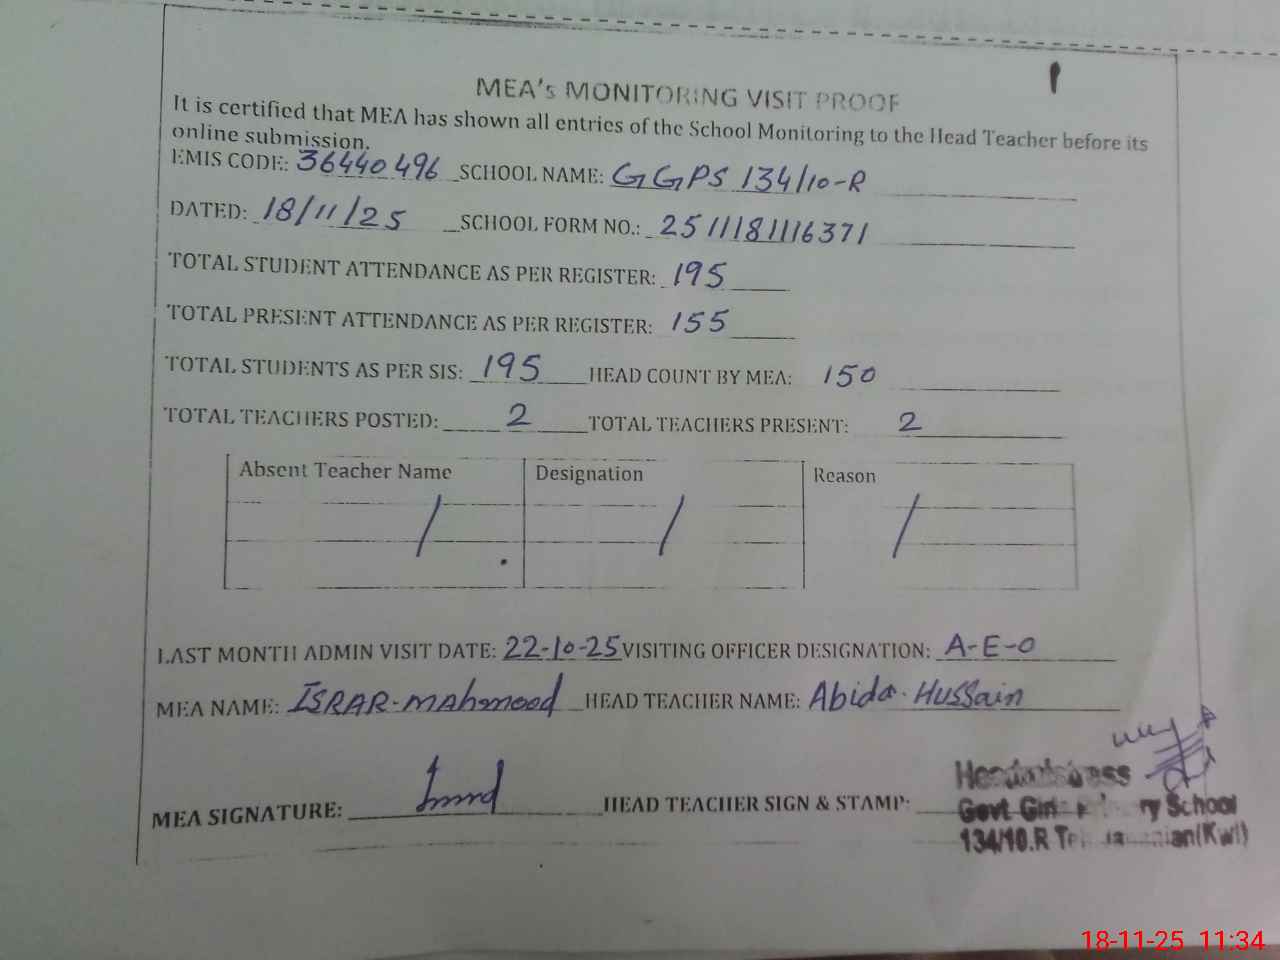 MEA's MONITORING VISIT PROOF
It is certified that MEA has shown all entries of the School Monitoring to the Head Teacher before its
online submission.
EMIS CODE: 36440496 SCHOOL NAME: GGPS 134/10-R
DATED: 18/11/25 SCHOOL FORM NO.: 2511181116371
TOTAL STUDENT ATTENDANCE AS PER REGISTER: 195
TOTAL PRESENT ATTENDANCE AS PER REGISTER: 155
TOTAL STUDENTS AS PER SIS: 195 HEAD COUNT BY MEA: 150
TOTAL TEACHERS POSTED: 2 TOTAL TEACHERS PRESENT: 2
Absent Teacher Name Designation Reason
/ / /
LAST MONTH ADMIN VISIT DATE: 22-10-25 VISITING OFFICER DESIGNATION: A-E-O
MEA NAME: ISRAR-MAhmood HEAD TEACHER NAME: Abida. Hussain
MEA SIGNATURE: HEAD TEACHER SIGN & STAMP:
Headmistress
Govt Girls ry School
134/10.R (Kwl)
18-11-25 11:34